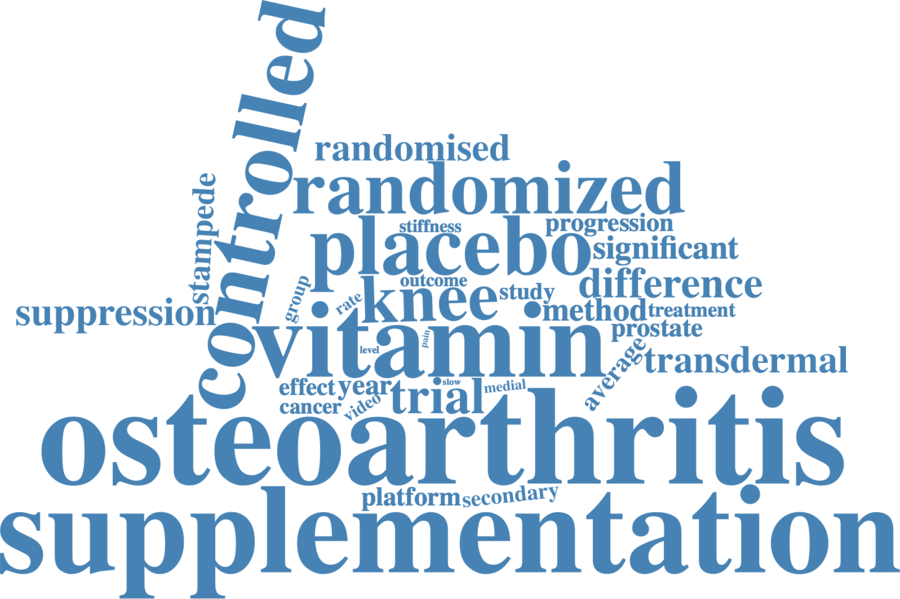 controlled
randomised
stampede
randomized
stiffness
progression
placebo
significant
group
outcome
difference
rate
knee
study
suppression
method
treatment
vitamin
pain
prostate
level
average
transdermal
effect
year
slow
medial
cancer
video
trial
osteoarthritis
platform
secondary
supplementation